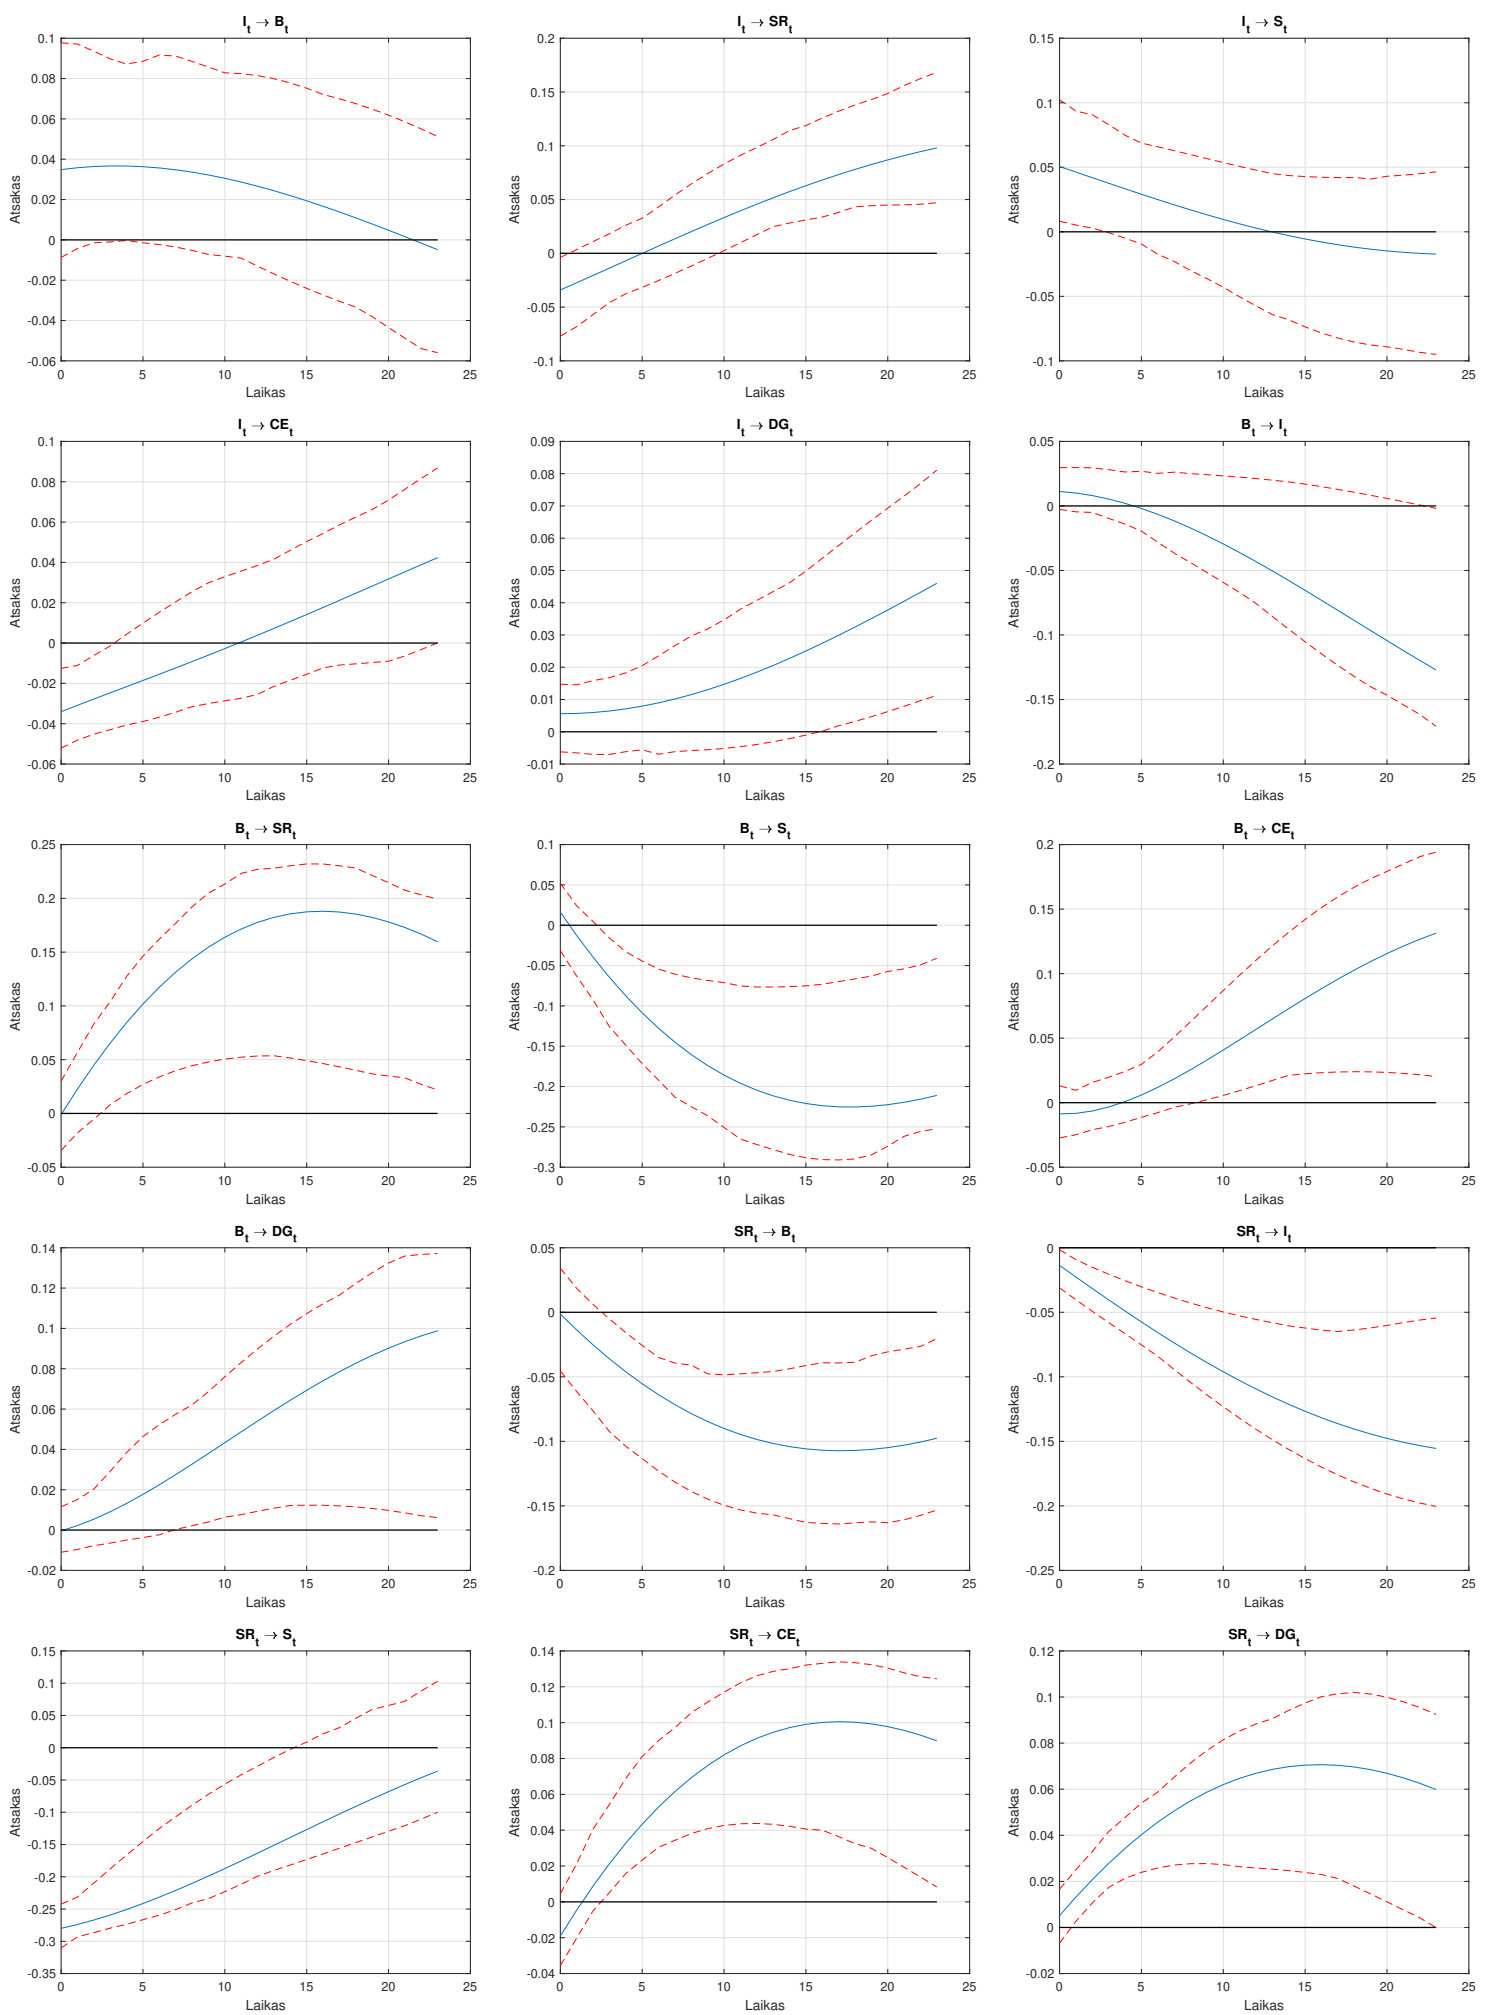 I_t → B_t
0.1
0.08
0.06
0.04
0.02
0
-0.02
-0.04
-0.06
Atsakas
0 5 10 15 20 25
Laikas
I_t → SR_t
0.2
0.15
0.1
0.05
0
-0.05
-0.1
Atsakas
0 5 10 15 20 25
Laikas
I_t → S_t
0.15
0.1
0.05
0
-0.05
-0.1
Atsakas
0 5 10 15 20 25
Laikas
I_t → CE_t
0.1
0.08
0.06
0.04
0.02
0
-0.02
-0.04
-0.06
Atsakas
0 5 10 15 20 25
Laikas
I_t → DG_t
0.09
0.08
0.07
0.06
0.05
0.04
0.03
0.02
0.01
0
-0.01
Atsakas
0 5 10 15 20 25
Laikas
B_t → I_t
0.05
0
-0.05
-0.1
-0.15
-0.2
Atsakas
0 5 10 15 20 25
Laikas
B_t → SR_t
0.25
0.2
0.15
0.1
0.05
0
-0.05
Atsakas
0 5 10 15 20 25
Laikas
B_t → S_t
0.1
0.05
0
-0.05
-0.1
-0.15
-0.2
-0.25
-0.3
Atsakas
0 5 10 15 20 25
Laikas
B_t → CE_t
0.2
0.15
0.1
0.05
0
-0.05
Atsakas
0 5 10 15 20 25
Laikas
B_t → DG_t
0.14
0.12
0.1
0.08
0.06
0.04
0.02
0
-0.02
Atsakas
0 5 10 15 20 25
Laikas
SR_t → B_t
0.05
0
-0.05
-0.1
-0.15
-0.2
Atsakas
0 5 10 15 20 25
Laikas
SR_t → I_t
0
-0.05
-0.1
-0.15
-0.2
-0.25
Atsakas
0 5 10 15 20 25
Laikas
SR_t → S_t
0.15
0.1
0.05
0
-0.05
-0.1
-0.15
-0.2
-0.25
-0.3
-0.35
Atsakas
0 5 10 15 20 25
Laikas
SR_t → CE_t
0.14
0.12
0.1
0.08
0.06
0.04
0.02
0
-0.02
-0.04
Atsakas
0 5 10 15 20 25
Laikas
SR_t → DG_t
0.12
0.1
0.08
0.06
0.04
0.02
0
-0.02
Atsakas
0 5 10 15 20 25
Laikas